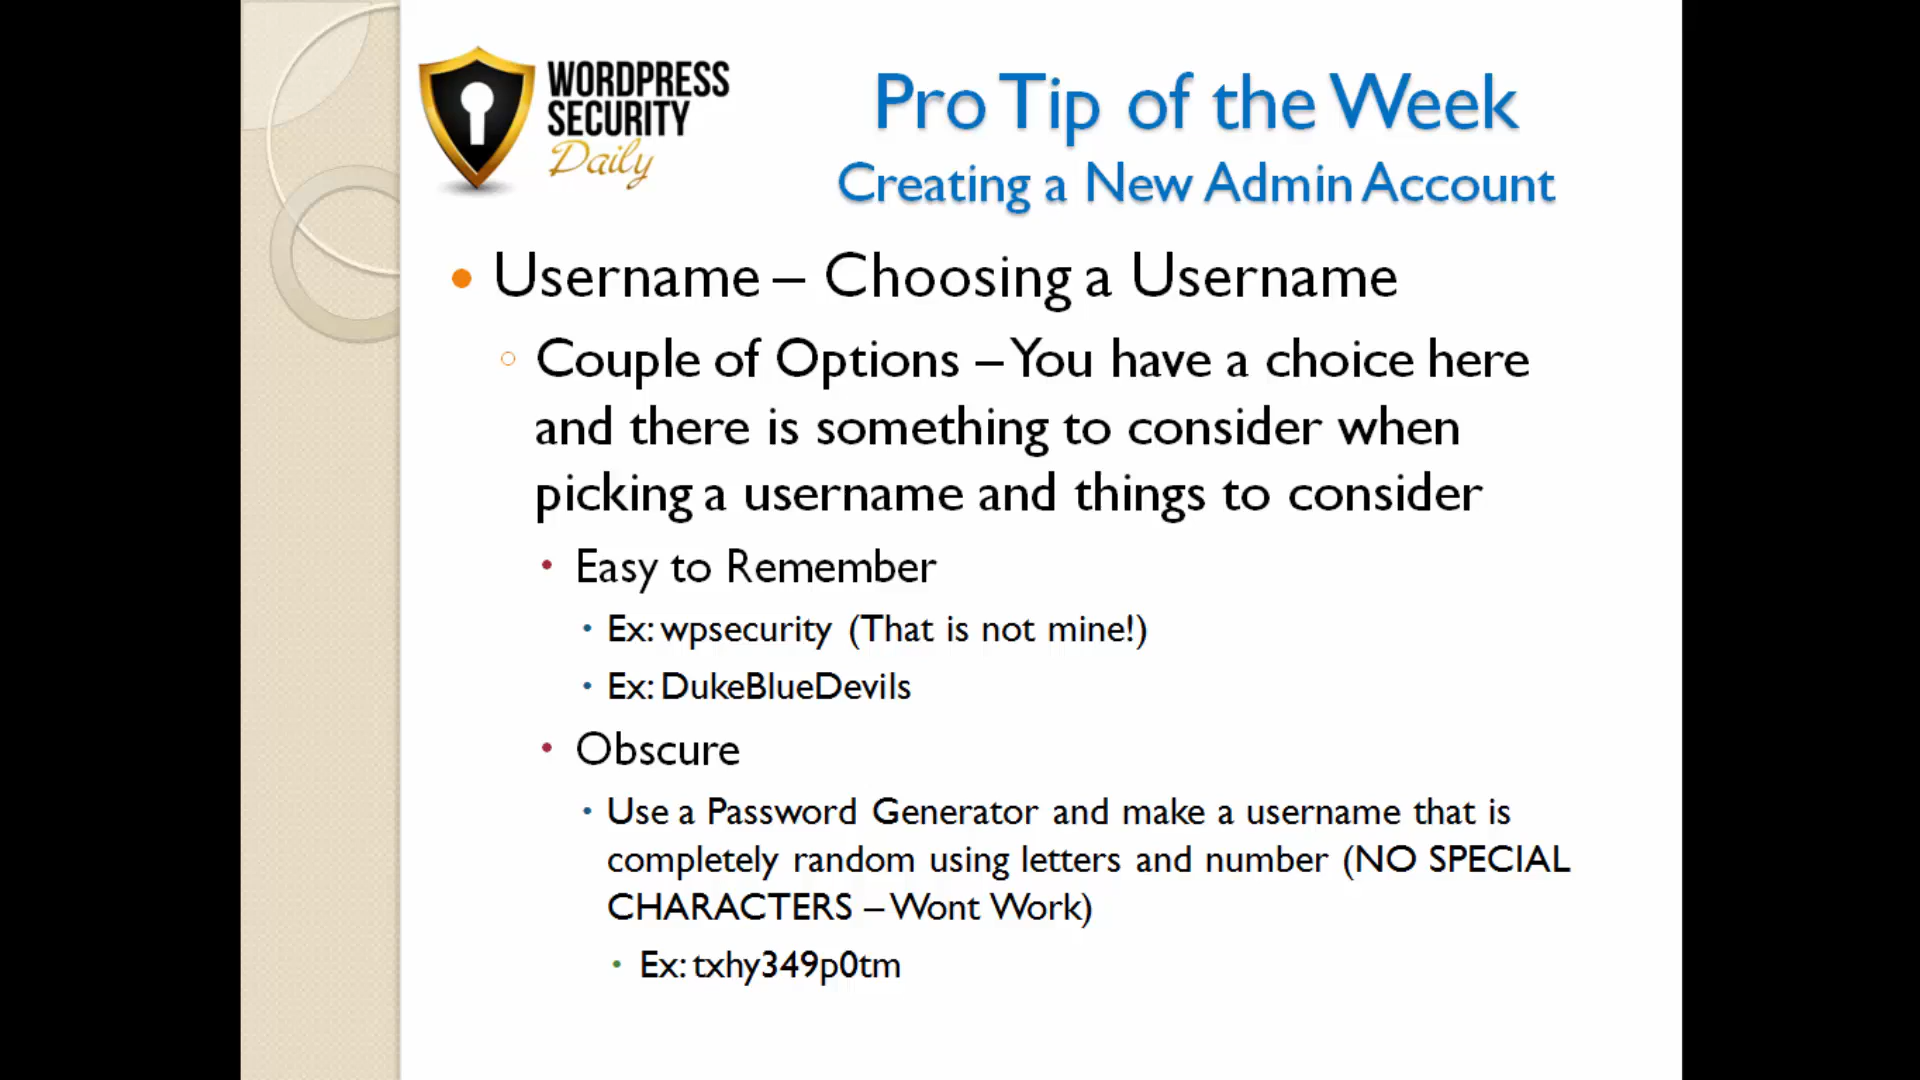 WORDPRESS
SECURITY
Daily
Pro Tip of the Week
Creating a New Admin Account
Username – Choosing a Username
Couple of Options – You have a choice here
and there is something to consider when
picking a username and things to consider
Easy to Remember
Ex: wpsecurity (That is not mine!)
Ex: DukeBlueDevils
Obscure
Use a Password Generator and make a username that is
completely random using letters and number (NO SPECIAL
CHARACTERS – Wont Work)
Ex: txhy349p0tm